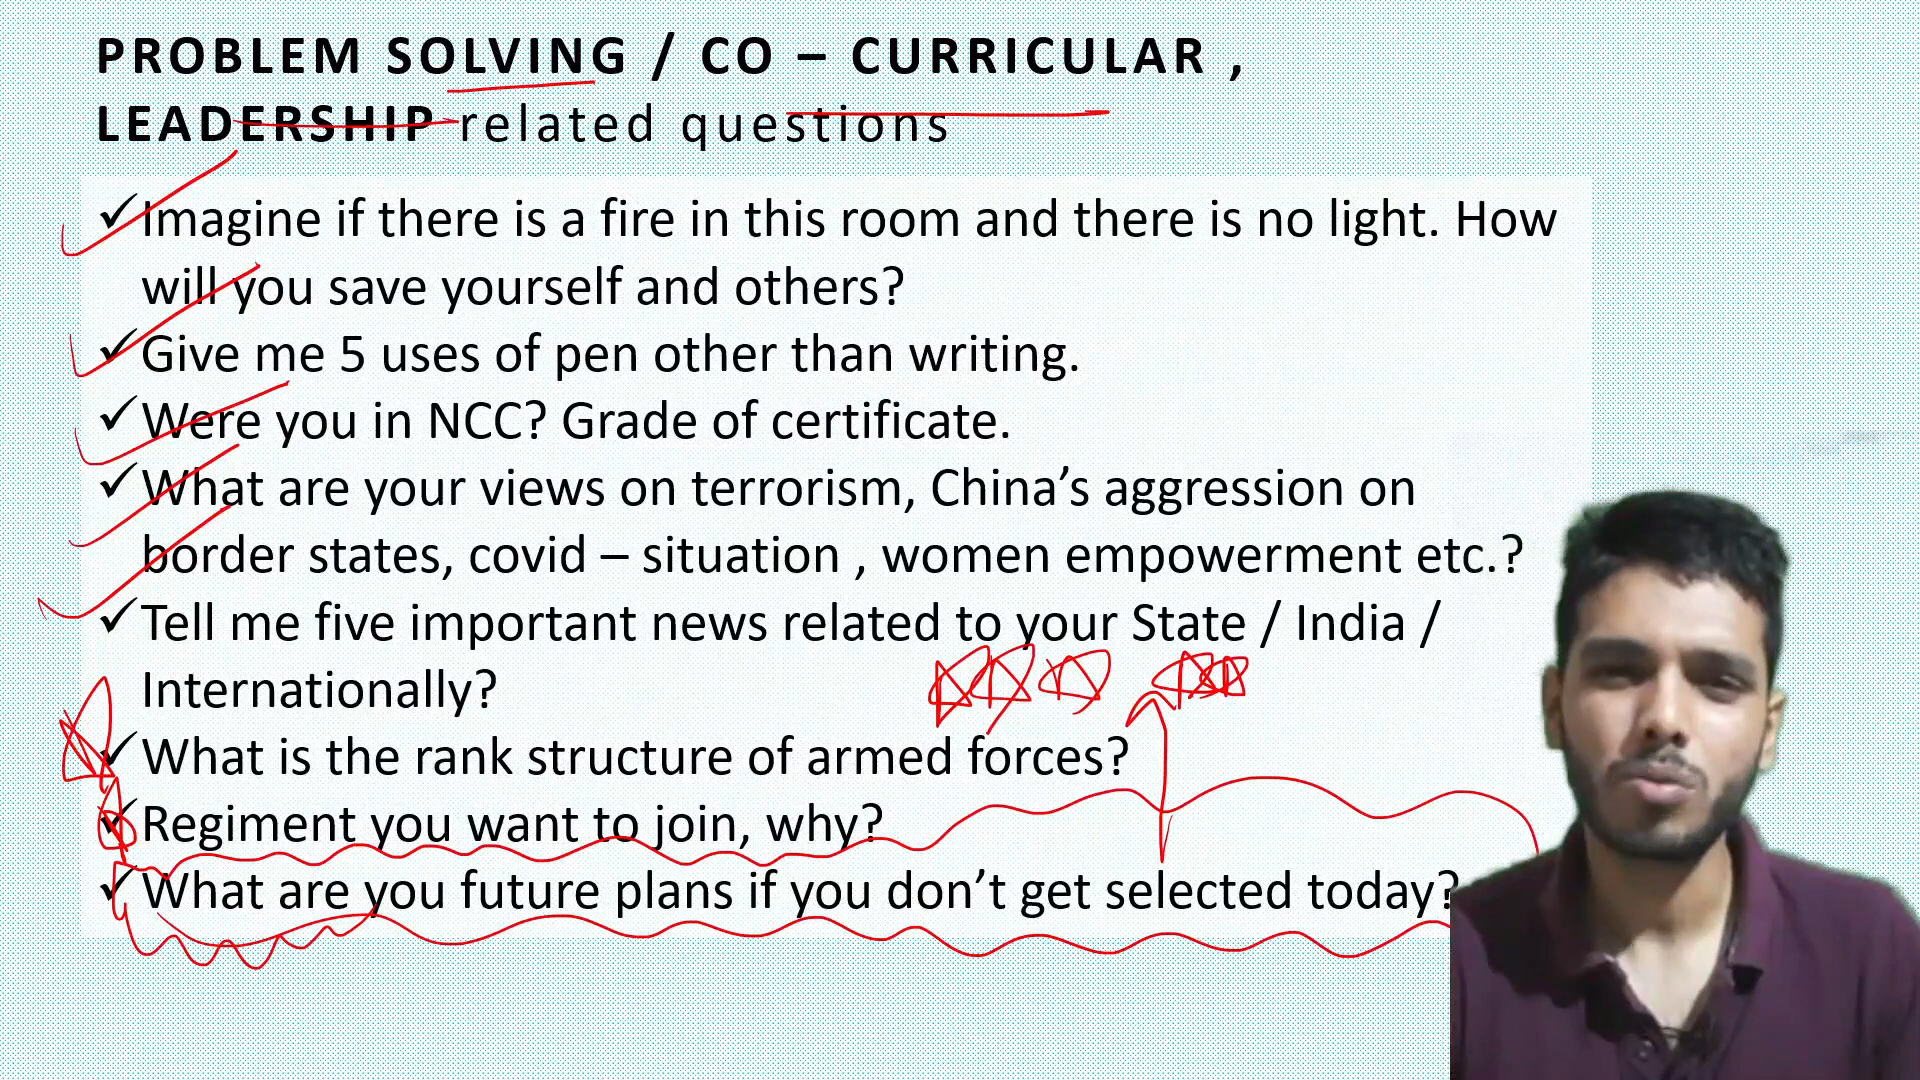 PROBLEM SOLVING / CO – CURRICULAR ,
LEADERSHIP related questions
✓Imagine if there is a fire in this room and there is no light. How
will you save yourself and others?
✓Give me 5 uses of pen other than writing.
✓Were you in NCC? Grade of certificate.
✓What are your views on terrorism, China’s aggression on
border states, covid – situation , women empowerment etc.?
✓Tell me five important news related to your State / India /
Internationally?
✓What is the rank structure of armed forces?
✓Regiment you want to join, why?
✓What are you future plans if you don’t get selected today?